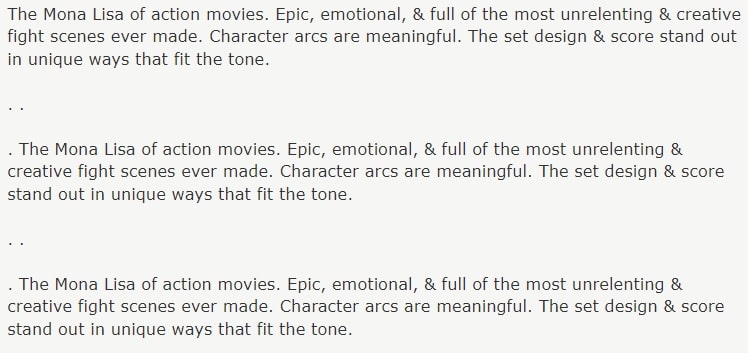 The Mona Lisa of action movies. Epic, emotional, & full of the most unrelenting & creative
fight scenes ever made. Character arcs are meaningful. The set design & score stand out
in unique ways that fit the tone.
. .
. The Mona Lisa of action movies. Epic, emotional, & full of the most unrelenting &
creative fight scenes ever made. Character arcs are meaningful. The set design & score
stand out in unique ways that fit the tone.
. .
. The Mona Lisa of action movies. Epic, emotional, & full of the most unrelenting &
creative fight scenes ever made. Character arcs are meaningful. The set design & score
stand out in unique ways that fit the tone.